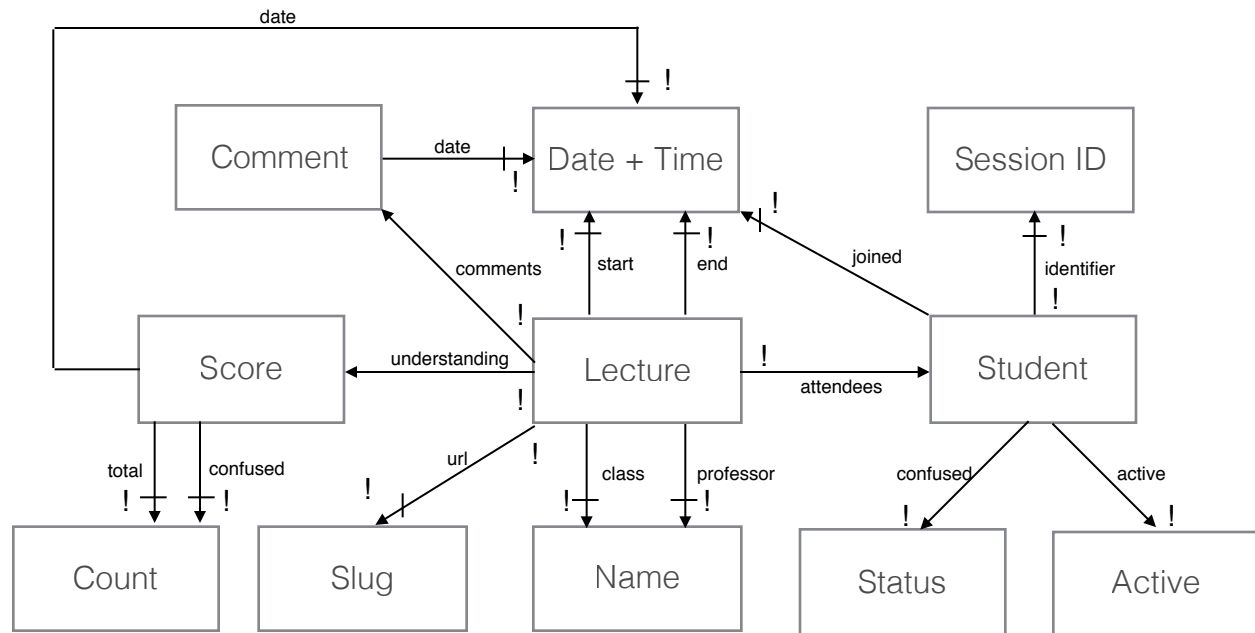 date
!
Comment
date
!
Date + Time
Session ID
!
!
!
!
comments
start
end
joined
identifier
!
!
Score
understanding
Lecture
!
attendees
Student
!
total
confused
url
!
class
professor
confused
active
!
!
!
!
!
!
!
Count
Slug
Name
Status
Active